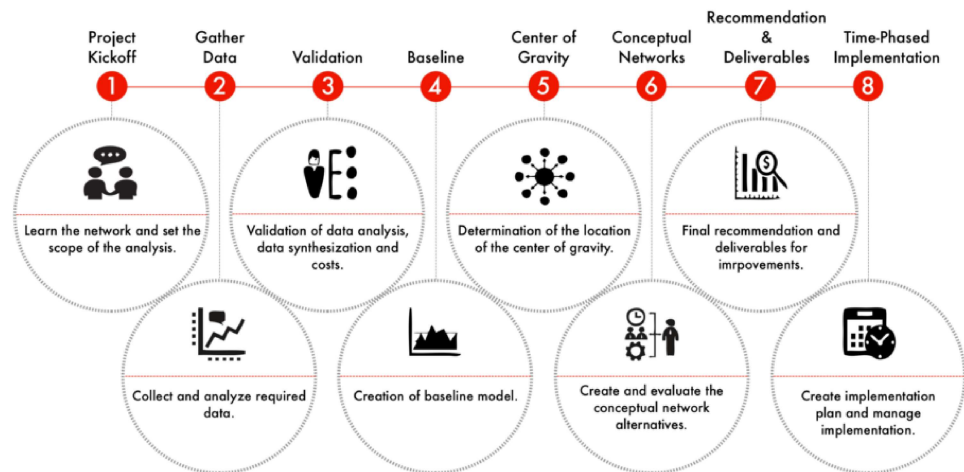 Project
Kickoff
Gather
Data
Validation
Baseline
Center of
Gravity
Conceptual
Networks
Recommendation
&
Deliverables
Time-Phased
Implementation
1
2
3
4
5
6
7
8
Learn the network and set the
scope of the analysis.
Validation of data analysis,
data synthesization and
costs.
Determination of the location
of the center of gravity.
Final recommendation and
deliverables for
imrpovements.
$
Collect and analyze required
data.
Creation of baseline model.
Create and evaluate the
conceptual network
alternatives.
Create implementation
plan and manage
implementation.